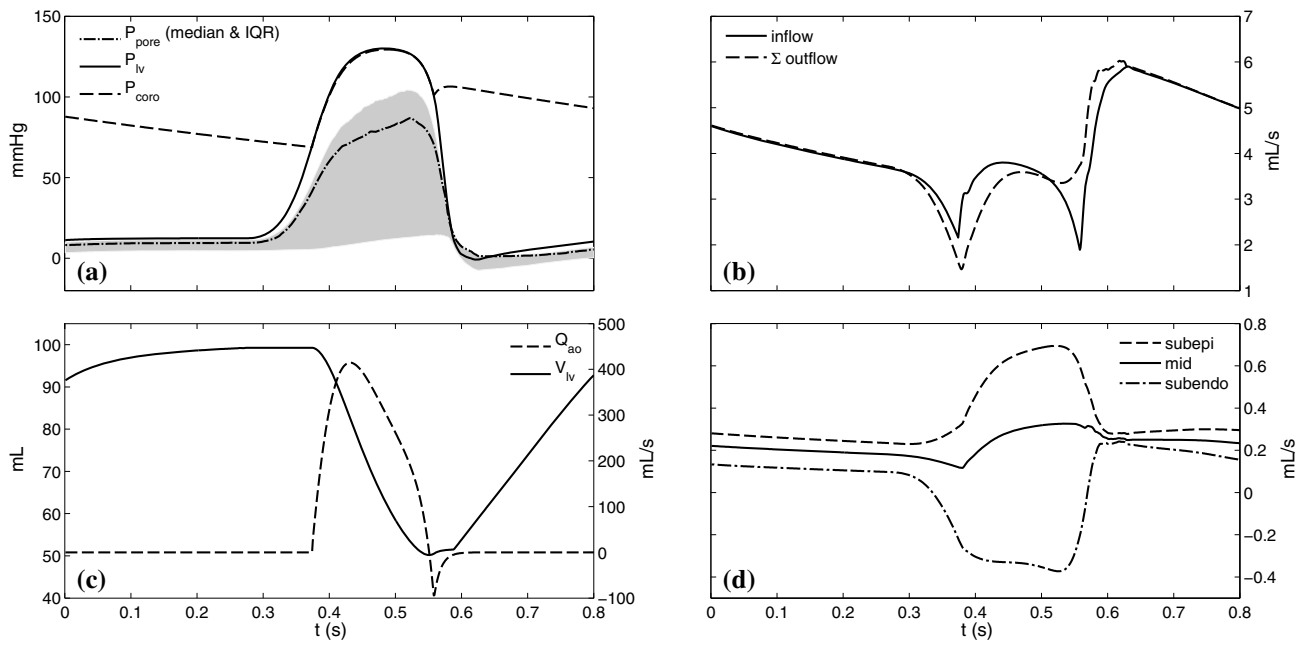 150
100
50
0
mmHg
P_pore (median & IQR)
P_lv
P_coro
(a)
inflow
Σ outflow
7
6
5
4
3
2
1
mL/s
(b)
100
90
80
70
60
50
40
mL
Q_ao
V_lv
500
400
300
200
100
0
−100
mL/s
(c)
0 0.1 0.2 0.3 0.4 0.5 0.6 0.7 0.8
t (s)
subepi
mid
subendo
0.8
0.6
0.4
0.2
0
−0.2
−0.4
0.5
mL/s
(d)
0 0.1 0.2 0.3 0.4 0.5 0.6 0.7 0.8
t (s)